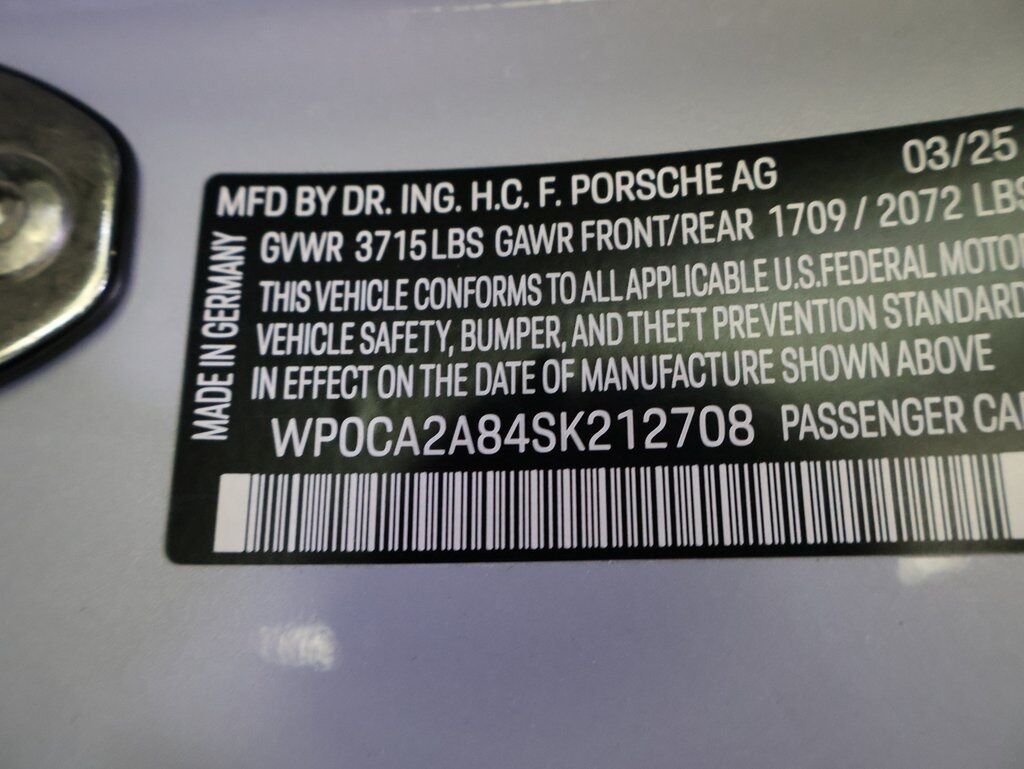 MFD BY DR. ING. H.C. F. PORSCHE AG 03/25
GVWR 3715 LBS GAWR FRONT/REAR 1709 / 2072 LBS
THIS VEHICLE CONFORMS TO ALL APPLICABLE U.S. FEDERAL MOTOR
VEHICLE SAFETY, BUMPER, AND THEFT PREVENTION STANDARD
IN EFFECT ON THE DATE OF MANUFACTURE SHOWN ABOVE
WP0CA2A84SK212708 PASSENGER CA
MADE IN GERMANY